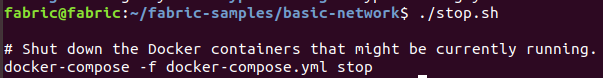 fabric@fabric:~/fabric-samples/basic-network$ ./stop.sh
# Shut down the Docker containers that might be currently running.
docker-compose -f docker-compose.yml stop